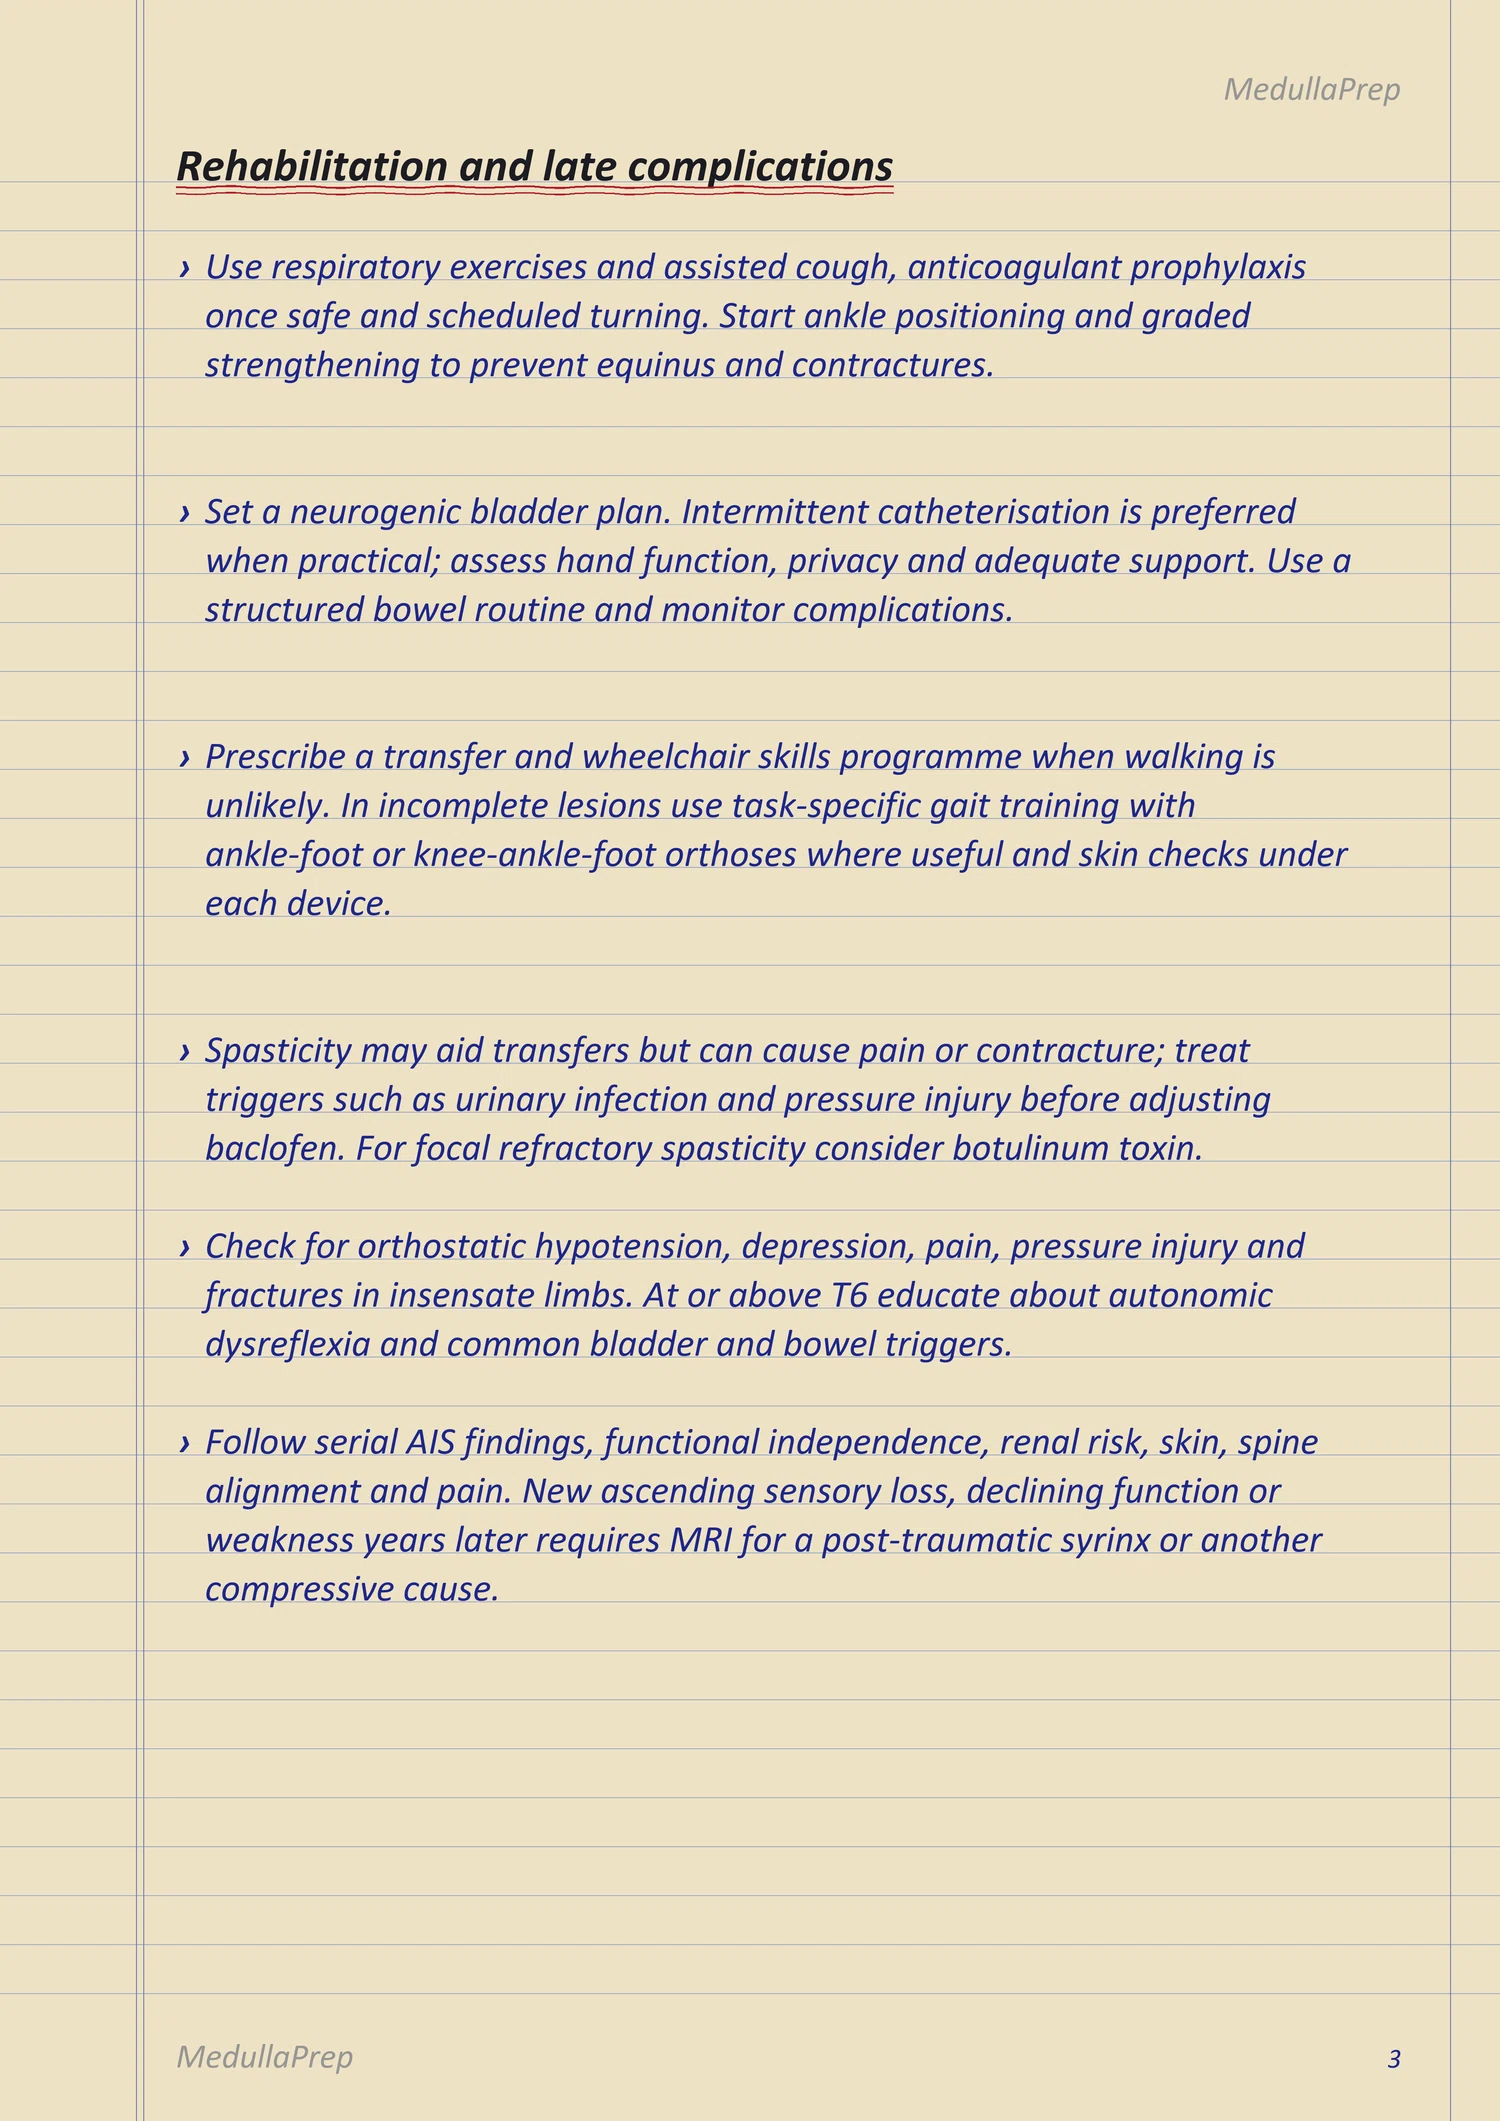 MedullaPrep
Rehabilitation and late complications
› Use respiratory exercises and assisted cough, anticoagulant prophylaxis
once safe and scheduled turning. Start ankle positioning and graded
strengthening to prevent equinus and contractures.
› Set a neurogenic bladder plan. Intermittent catheterisation is preferred
when practical; assess hand function, privacy and adequate support. Use a
structured bowel routine and monitor complications.
› Prescribe a transfer and wheelchair skills programme when walking is
unlikely. In incomplete lesions use task-specific gait training with
ankle-foot or knee-ankle-foot orthoses where useful and skin checks under
each device.
› Spasticity may aid transfers but can cause pain or contracture; treat
triggers such as urinary infection and pressure injury before adjusting
baclofen. For focal refractory spasticity consider botulinum toxin.
› Check for orthostatic hypotension, depression, pain, pressure injury and
fractures in insensate limbs. At or above T6 educate about autonomic
dysreflexia and common bladder and bowel triggers.
› Follow serial AIS findings, functional independence, renal risk, skin, spine
alignment and pain. New ascending sensory loss, declining function or
weakness years later requires MRI for a post-traumatic syrinx or another
compressive cause.
MedullaPrep
3